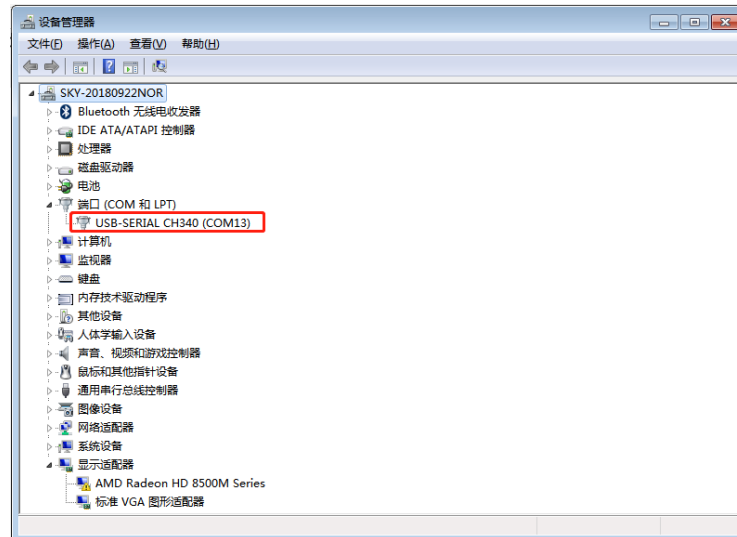 设备管理器
文件(F) 操作(A) 查看(V) 帮助(H)
SKY-20180922NOR
Bluetooth 无线电收发器
IDE ATA/ATAPI 控制器
处理器
磁盘驱动器
电池
端口 (COM 和 LPT)
USB-SERIAL CH340 (COM13)
计算机
监视器
键盘
内存技术驱动程序
其他设备
人体学输入设备
声音、视频和游戏控制器
鼠标和其他指针设备
通用串行总线控制器
图像设备
网络适配器
系统设备
显示适配器
AMD Radeon HD 8500M Series
标准 VGA 图形适配器